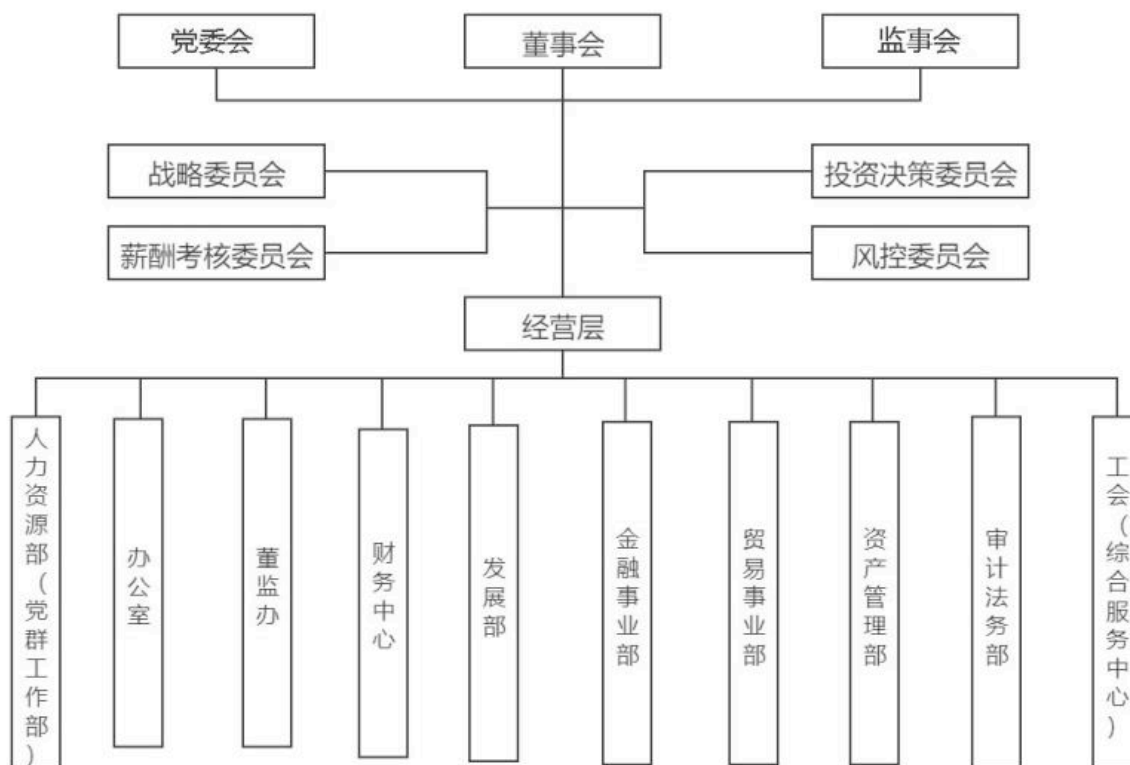 党委会
董事会
监事会
战略委员会
投资决策委员会
薪酬考核委员会
风控委员会
经营层
人力资源部（党群工作部）
办公室
董监办
财务中心
发展部
金融事业部
贸易事业部
资产管理部
审计法务部
工会（综合服务中心）